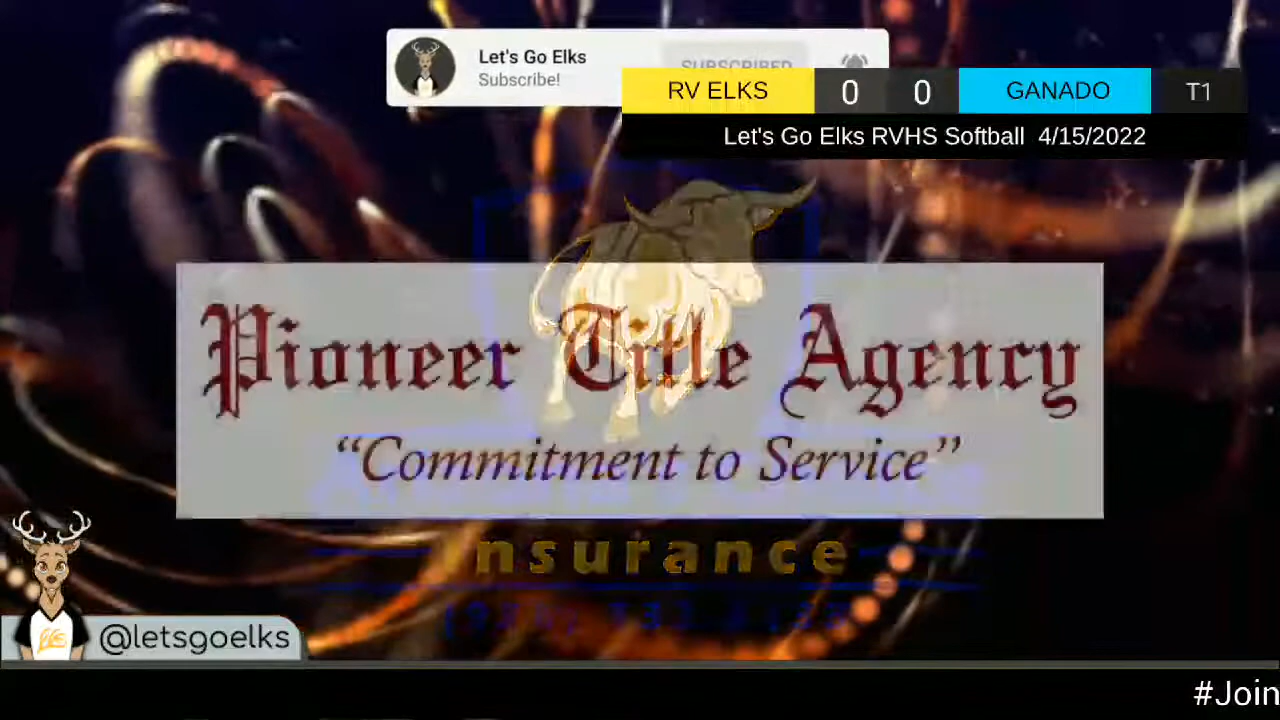 Let's Go Elks
Subscribe!
SUBSCRIBED
RV ELKS 0 0 GANADO T1
Let's Go Elks RVHS Softball 4/15/2022
Pioneer Title Agency
“Commitment to Service”
nsurance
@letsgoelks
#Join